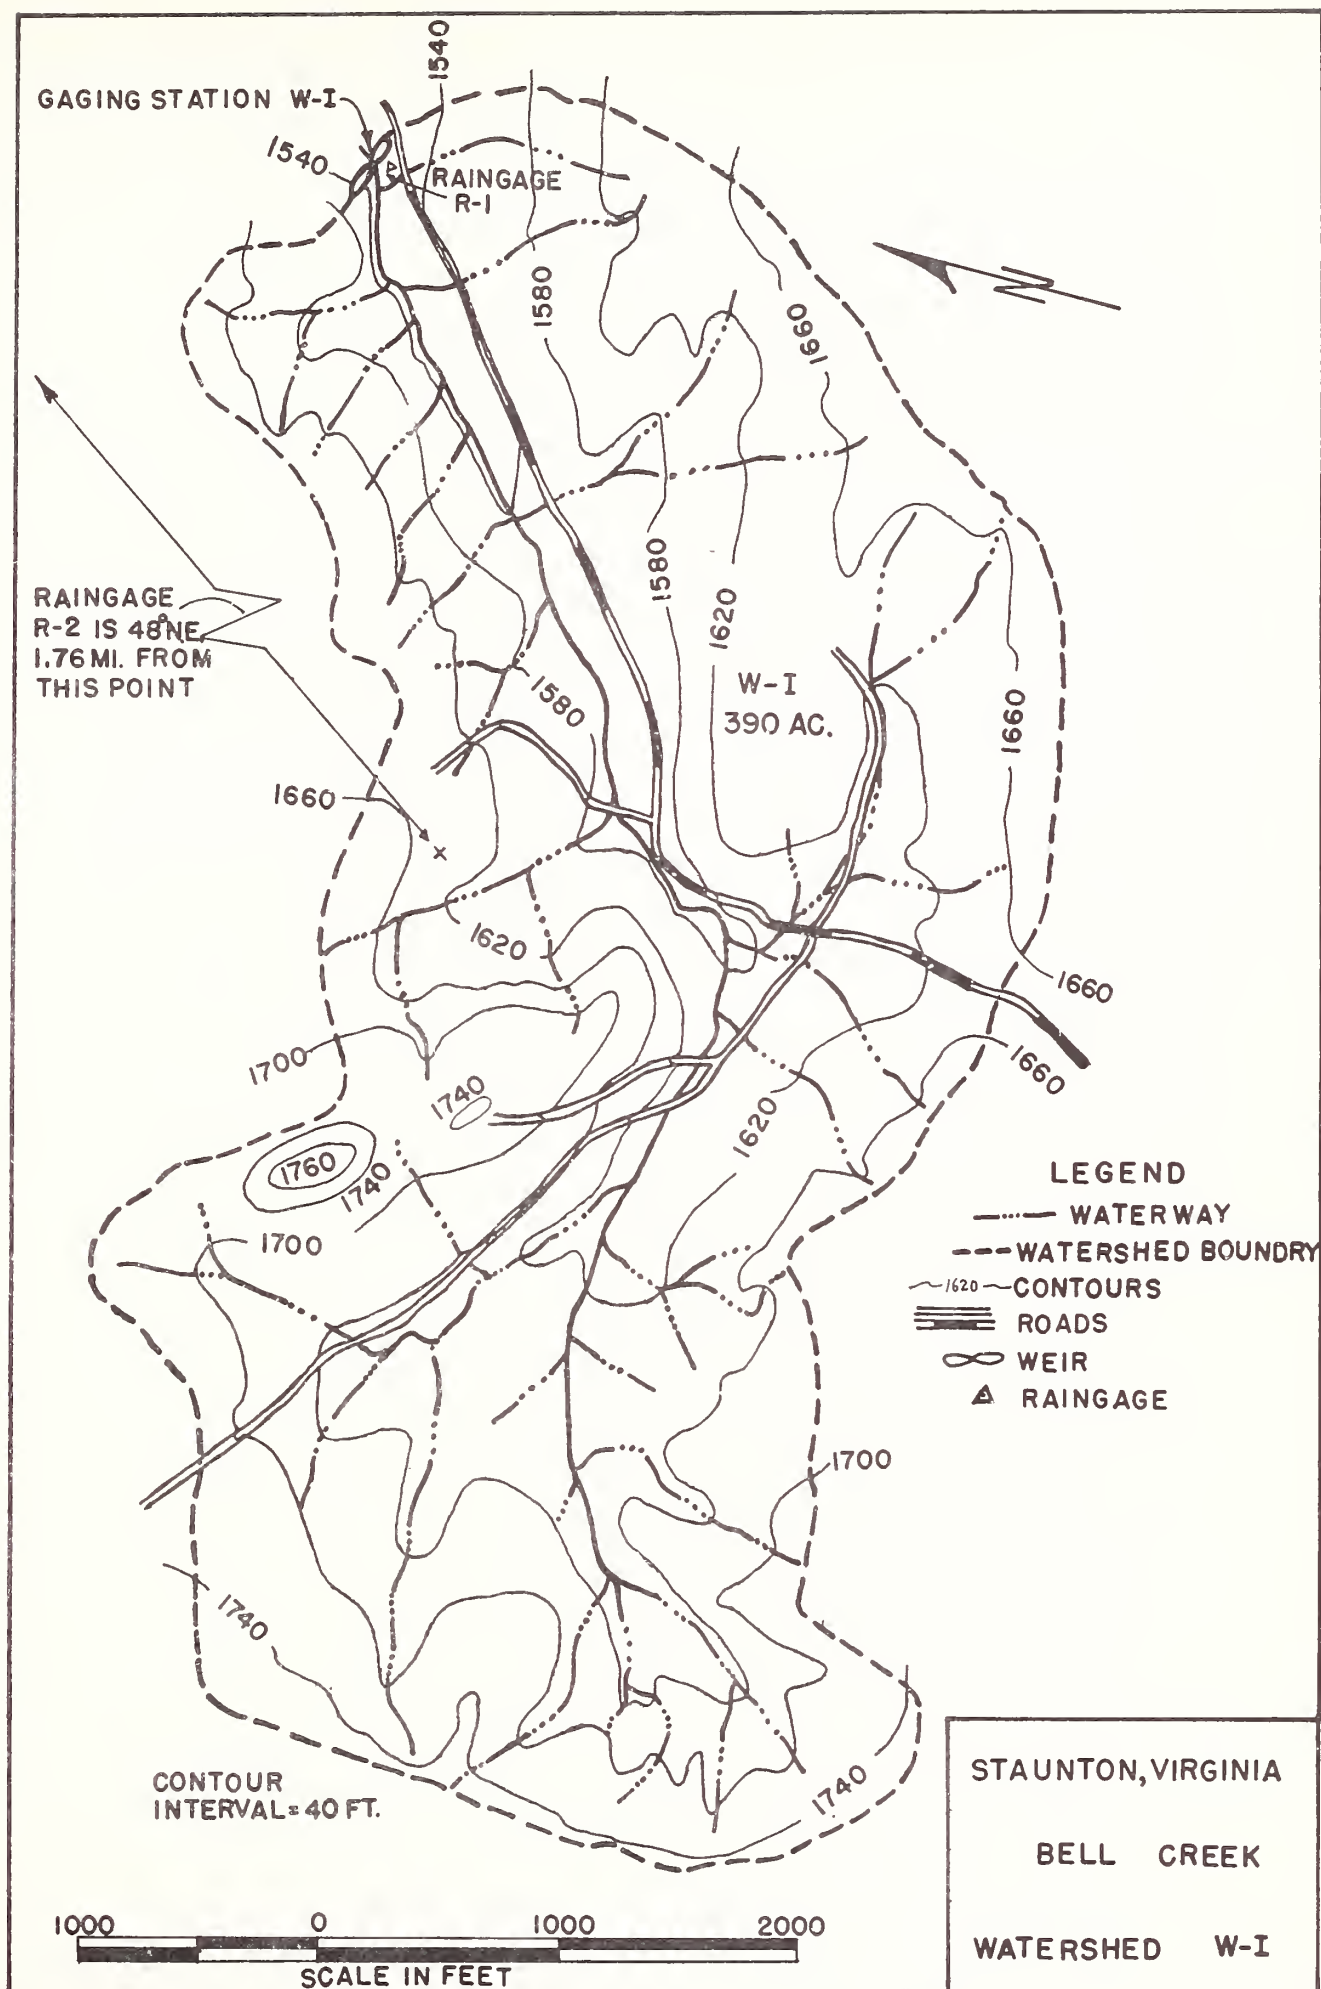 1540
GAGING STATION W-I
1540
RAINGAGE
R-I
1580
1660
N
RAINGAGE
R-2 IS 48°NE,
1.76 MI. FROM
THIS POINT
1580
1620
W-I
390 AC.
1580
1660
1660
X
1620
1660
1700
1660
1740
1620
1760
1740
1700
LEGEND
WATERWAY
WATERSHED BOUNDRY
1620 CONTOURS
ROADS
WEIR
RAINGAGE
1700
1740
CONTOUR
INTERVAL = 40 FT.
1740
STAUNTON, VIRGINIA
BELL CREEK
WATERSHED W-I
1000 0 1000 2000
SCALE IN FEET